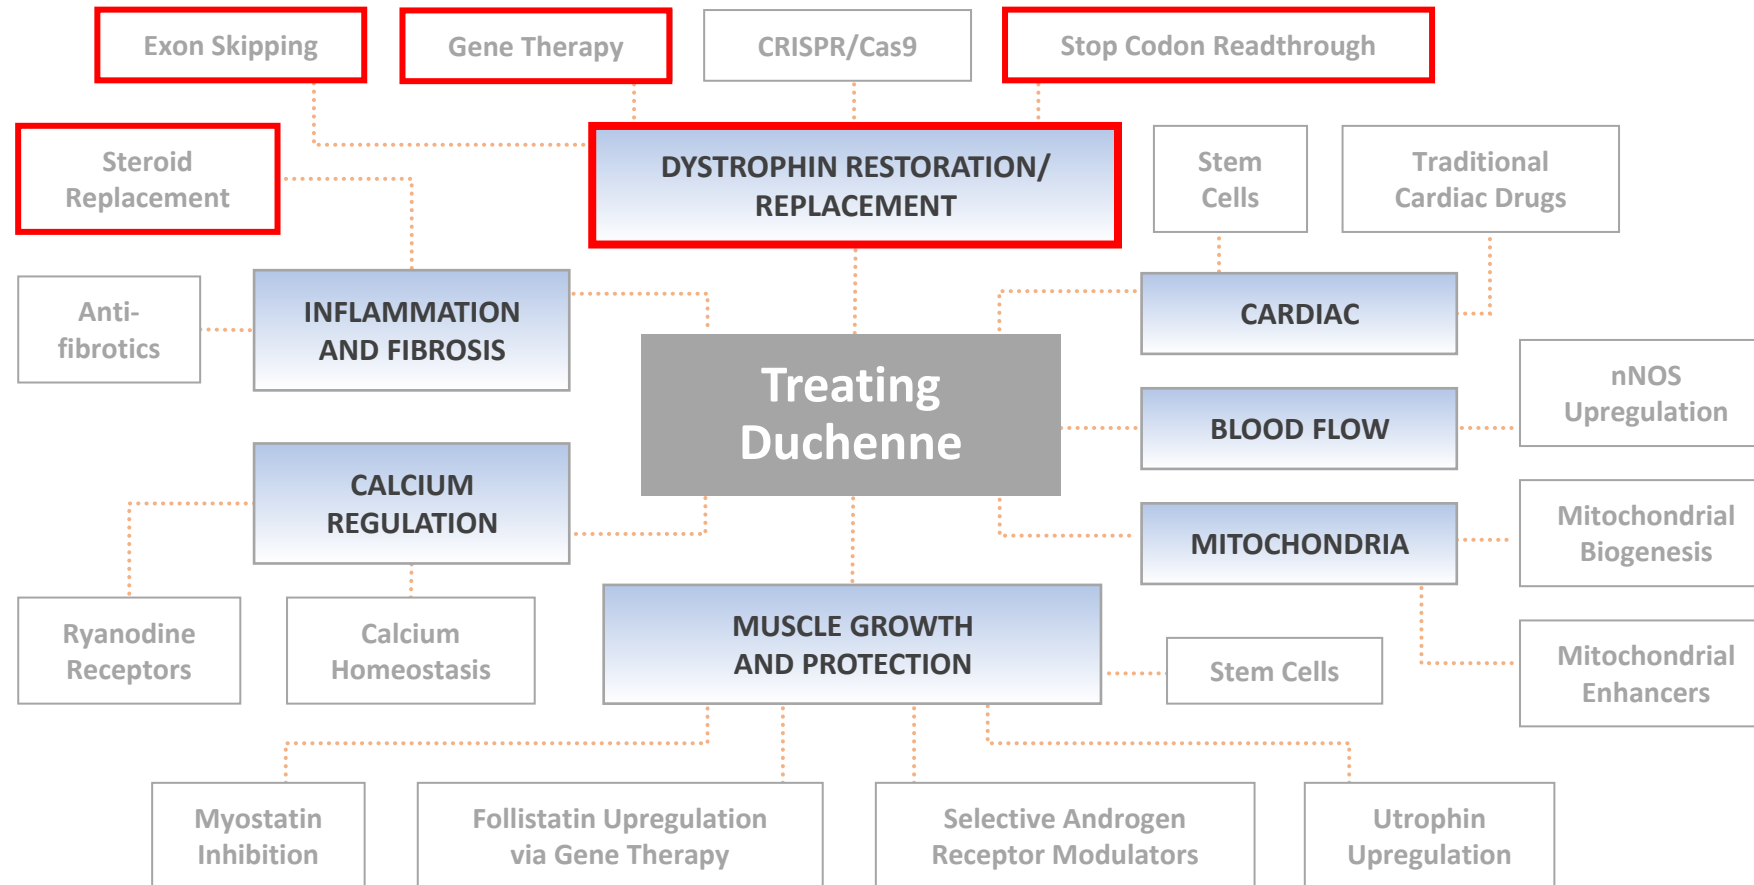 Exon Skipping
Gene Therapy
CRISPR/Cas9
Stop Codon Readthrough
Steroid
Replacement
DYSTROPHIN RESTORATION/
REPLACEMENT
Stem
Cells
Traditional
Cardiac Drugs
Anti-
fibrotics
INFLAMMATION
AND FIBROSIS
CARDIAC
Treating
Duchenne
nNOS
Upregulation
BLOOD FLOW
CALCIUM
REGULATION
MITOCHONDRIA
Mitochondrial
Biogenesis
Ryanodine
Receptors
Calcium
Homeostasis
MUSCLE GROWTH
AND PROTECTION
Stem Cells
Mitochondrial
Enhancers
Myostatin
Inhibition
Follistatin Upregulation
via Gene Therapy
Selective Androgen
Receptor Modulators
Utrophin
Upregulation